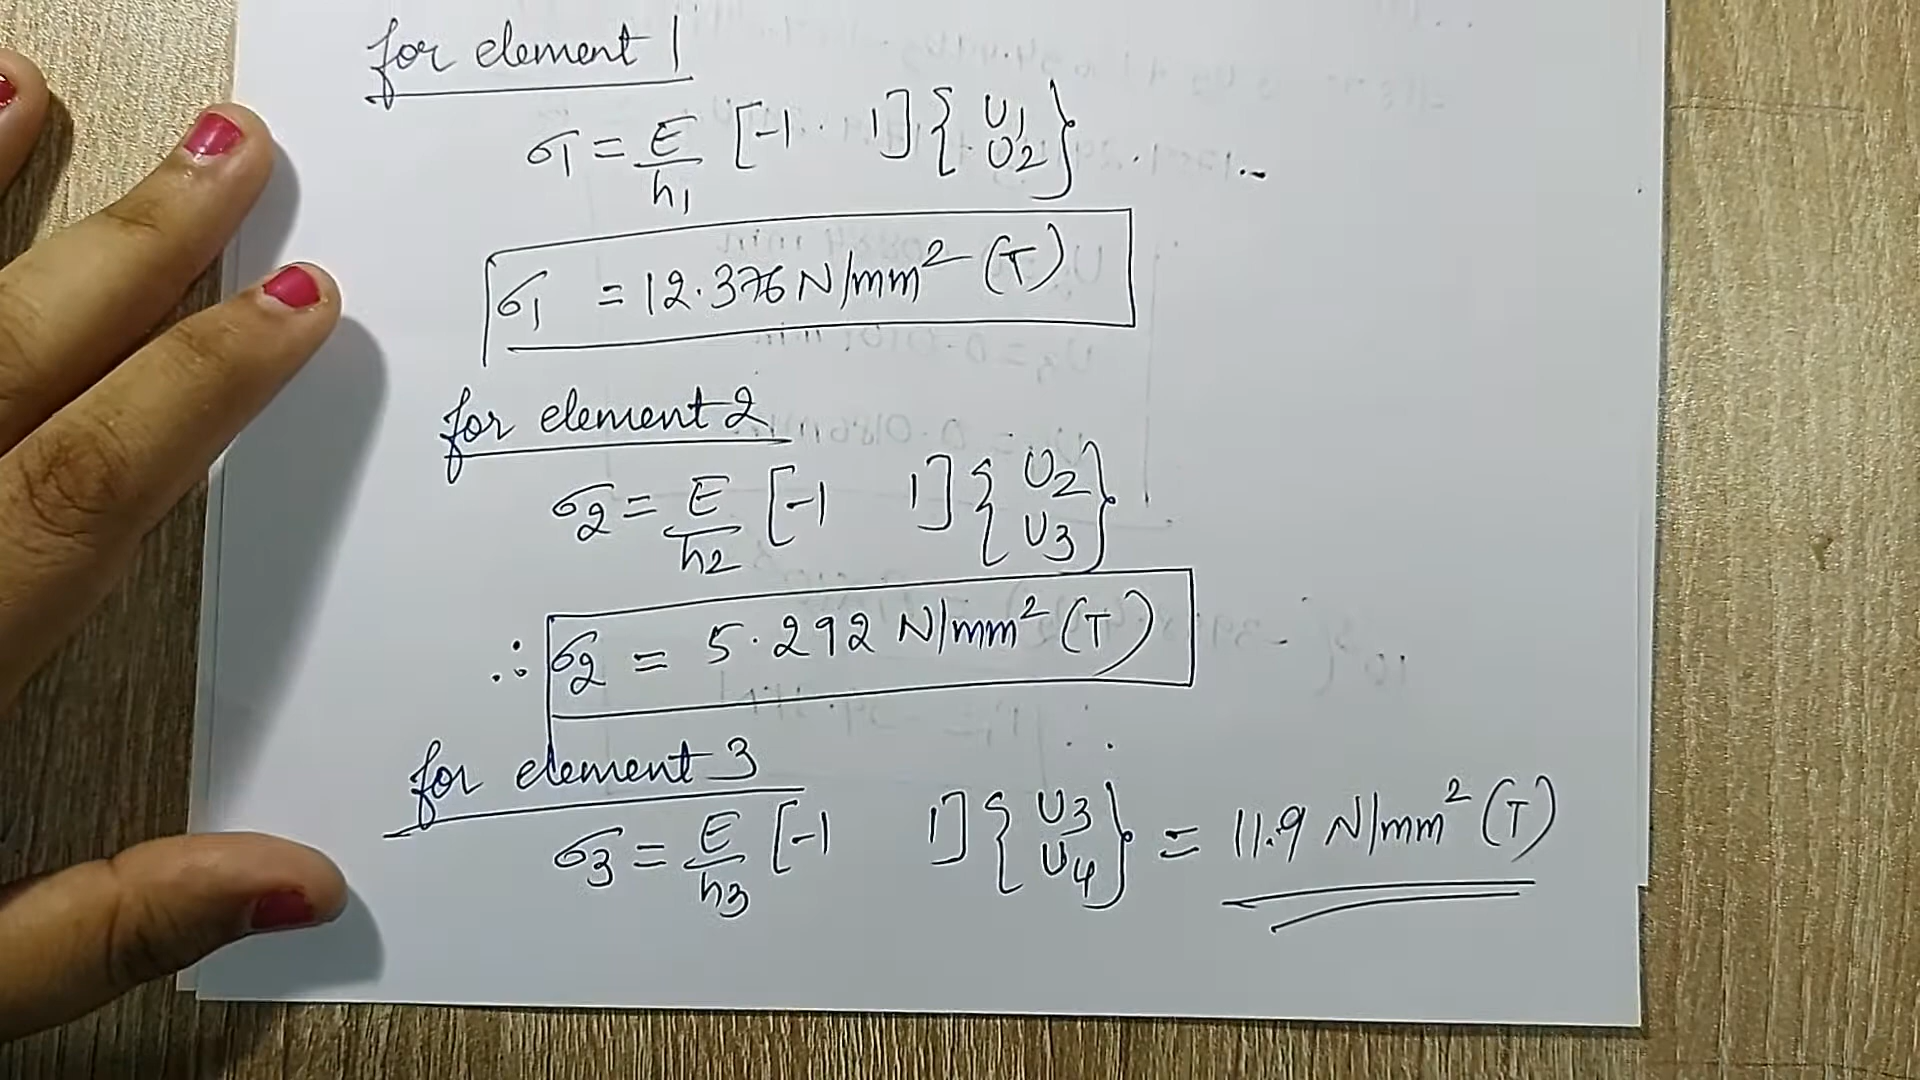 for element 1
σ1 = E/h1 [-1 1] { U1 U2 }
σ1 = 12.376 N/mm² (T)
for element 2
σ2 = E/h2 [-1 1] { U2 U3 }
∴ σ2 = 5.292 N/mm² (T)
for element 3
σ3 = E/h3 [-1 1] { U3 U4 } = 11.9 N/mm² (T)